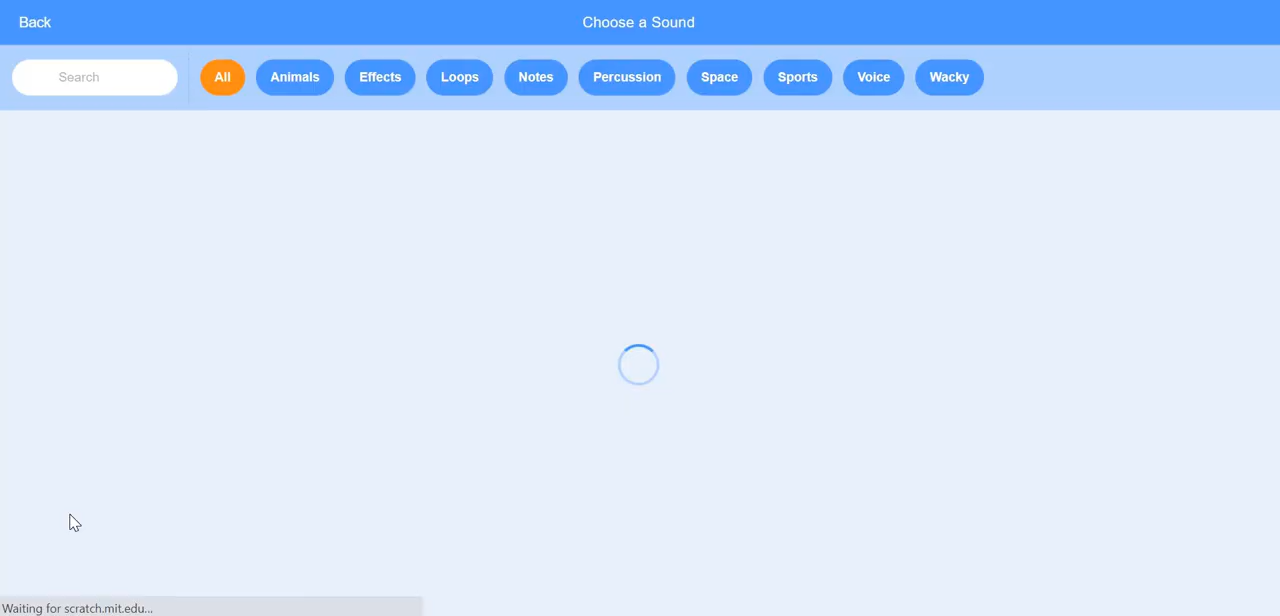 Back Choose a Sound
Search All Animals Effects Loops Notes Percussion Space Sports Voice Wacky
Waiting for scratch.mit.edu...